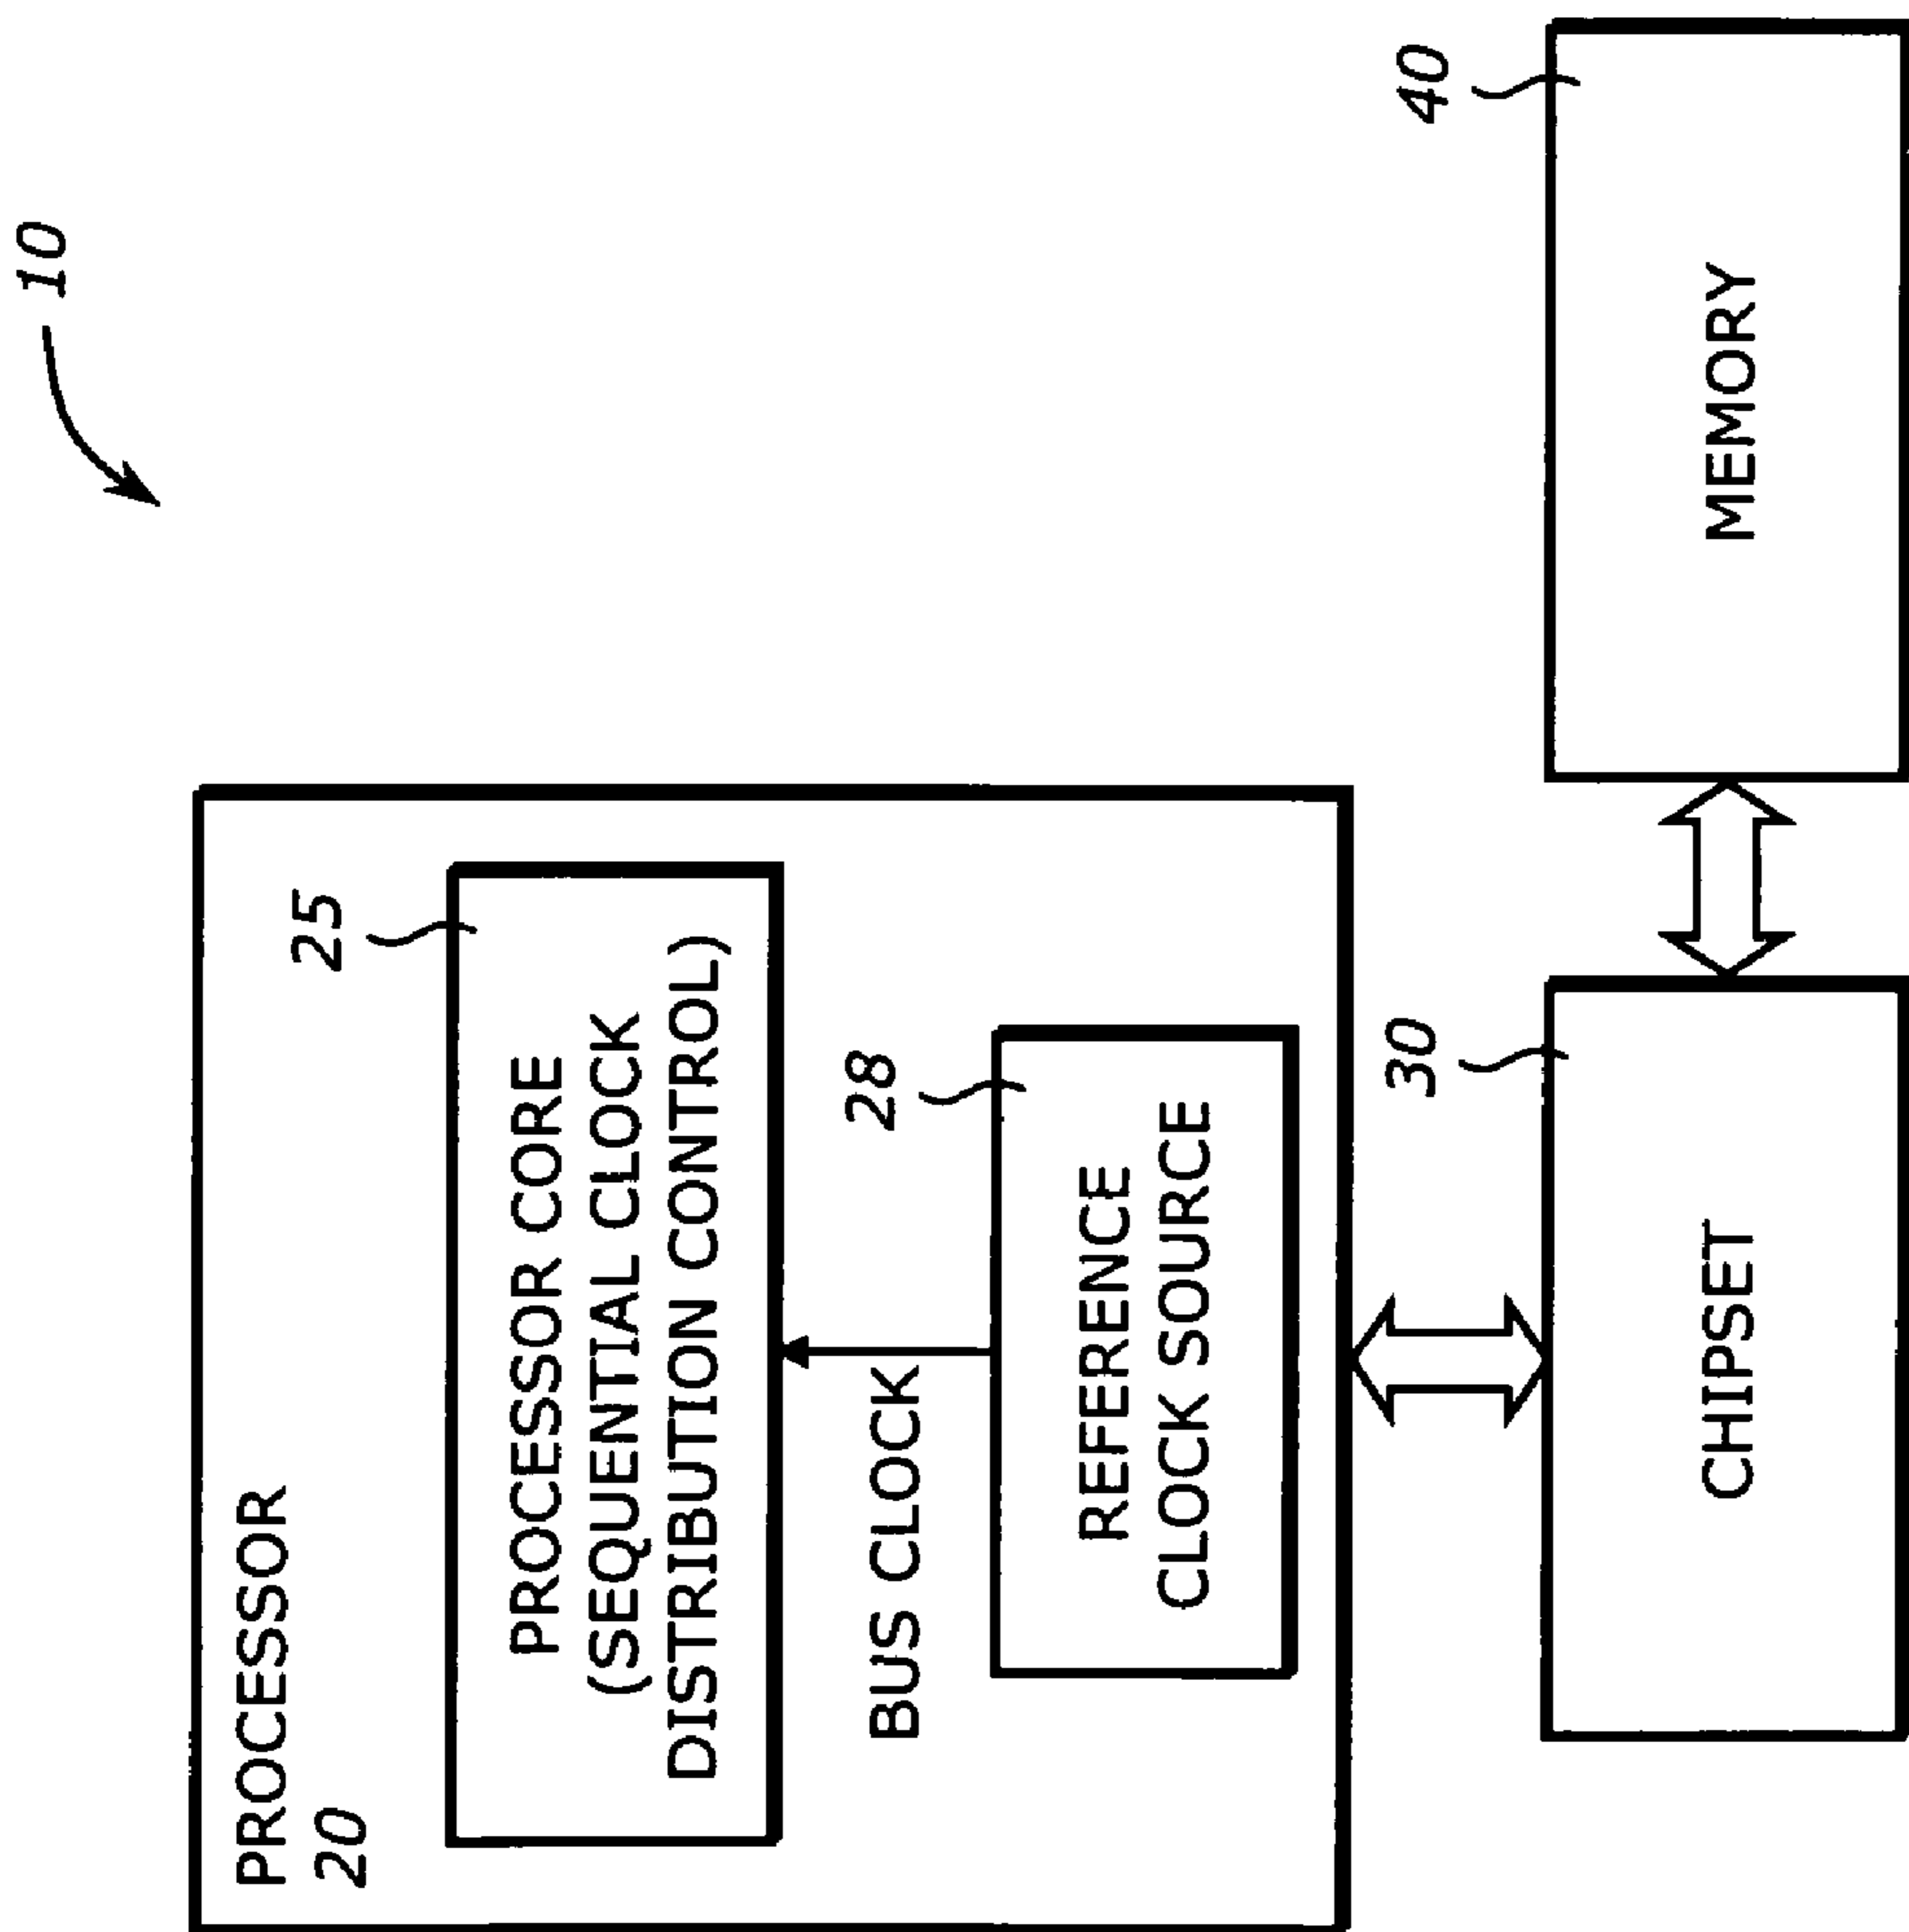 10
PROCESSOR
20
25
PROCESSOR CORE
(SEQUENTIAL CLOCK
DISTRIBUTION CONTROL)
BUS CLOCK
28
REFERENCE
CLOCK SOURCE
30
CHIPSET
40
MEMORY